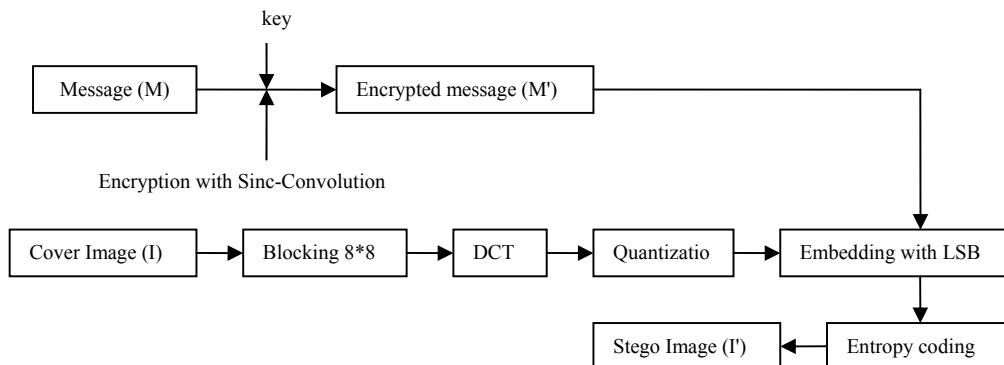 key
Message (M)
Encrypted message (M')
Encryption with Sinc-Convolution
Cover Image (I)
Blocking 8*8
DCT
Quantizatio
Embedding with LSB
Stego Image (I')
Entropy coding